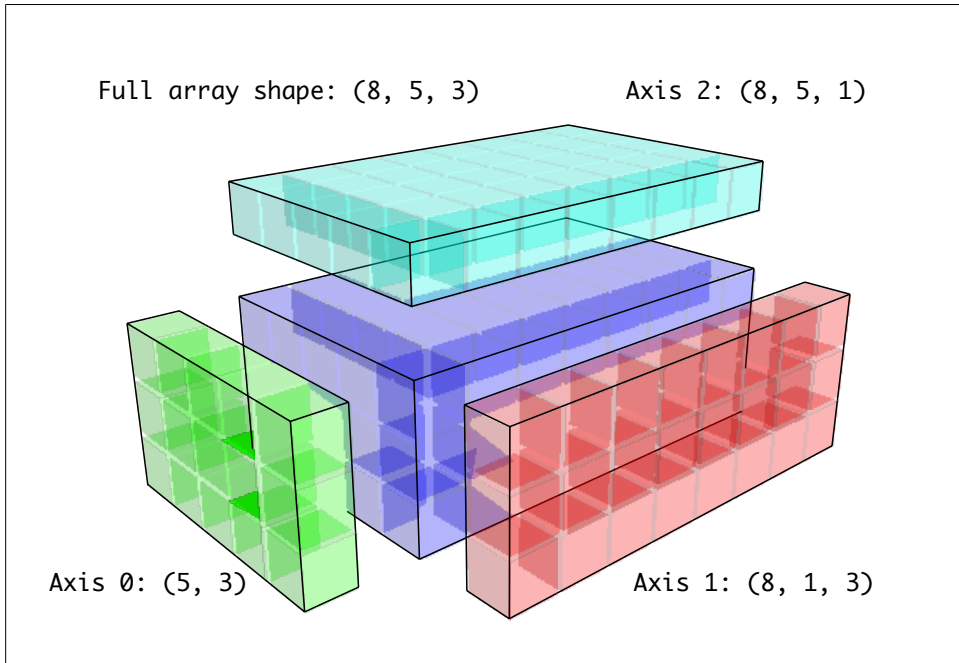 Full array shape: (8, 5, 3)
Axis 2: (8, 5, 1)
Axis 0: (5, 3)
Axis 1: (8, 1, 3)